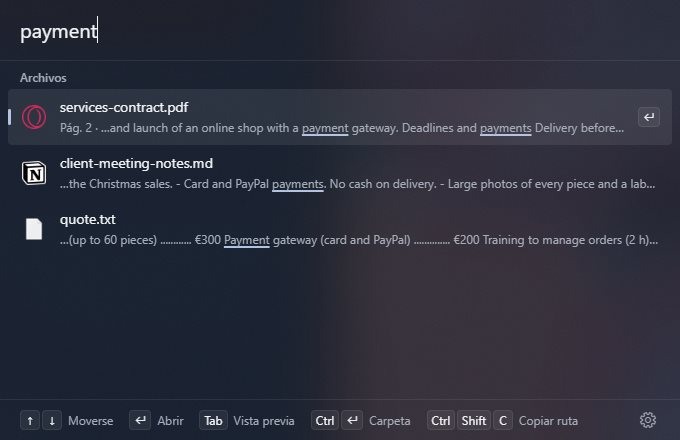 payment
Archivos
services-contract.pdf
Pág. 2 · ...and launch of an online shop with a payment gateway. Deadlines and payments Delivery before...
client-meeting-notes.md
...the Christmas sales. - Card and PayPal payments. No cash on delivery. - Large photos of every piece and a lab...
quote.txt
...(up to 60 pieces) ............ €300 Payment gateway (card and PayPal) .............. €200 Training to manage orders (2 h)...
↑ ↓ Moverse ↵ Abrir Tab Vista previa Ctrl ↵ Carpeta Ctrl Shift C Copiar ruta